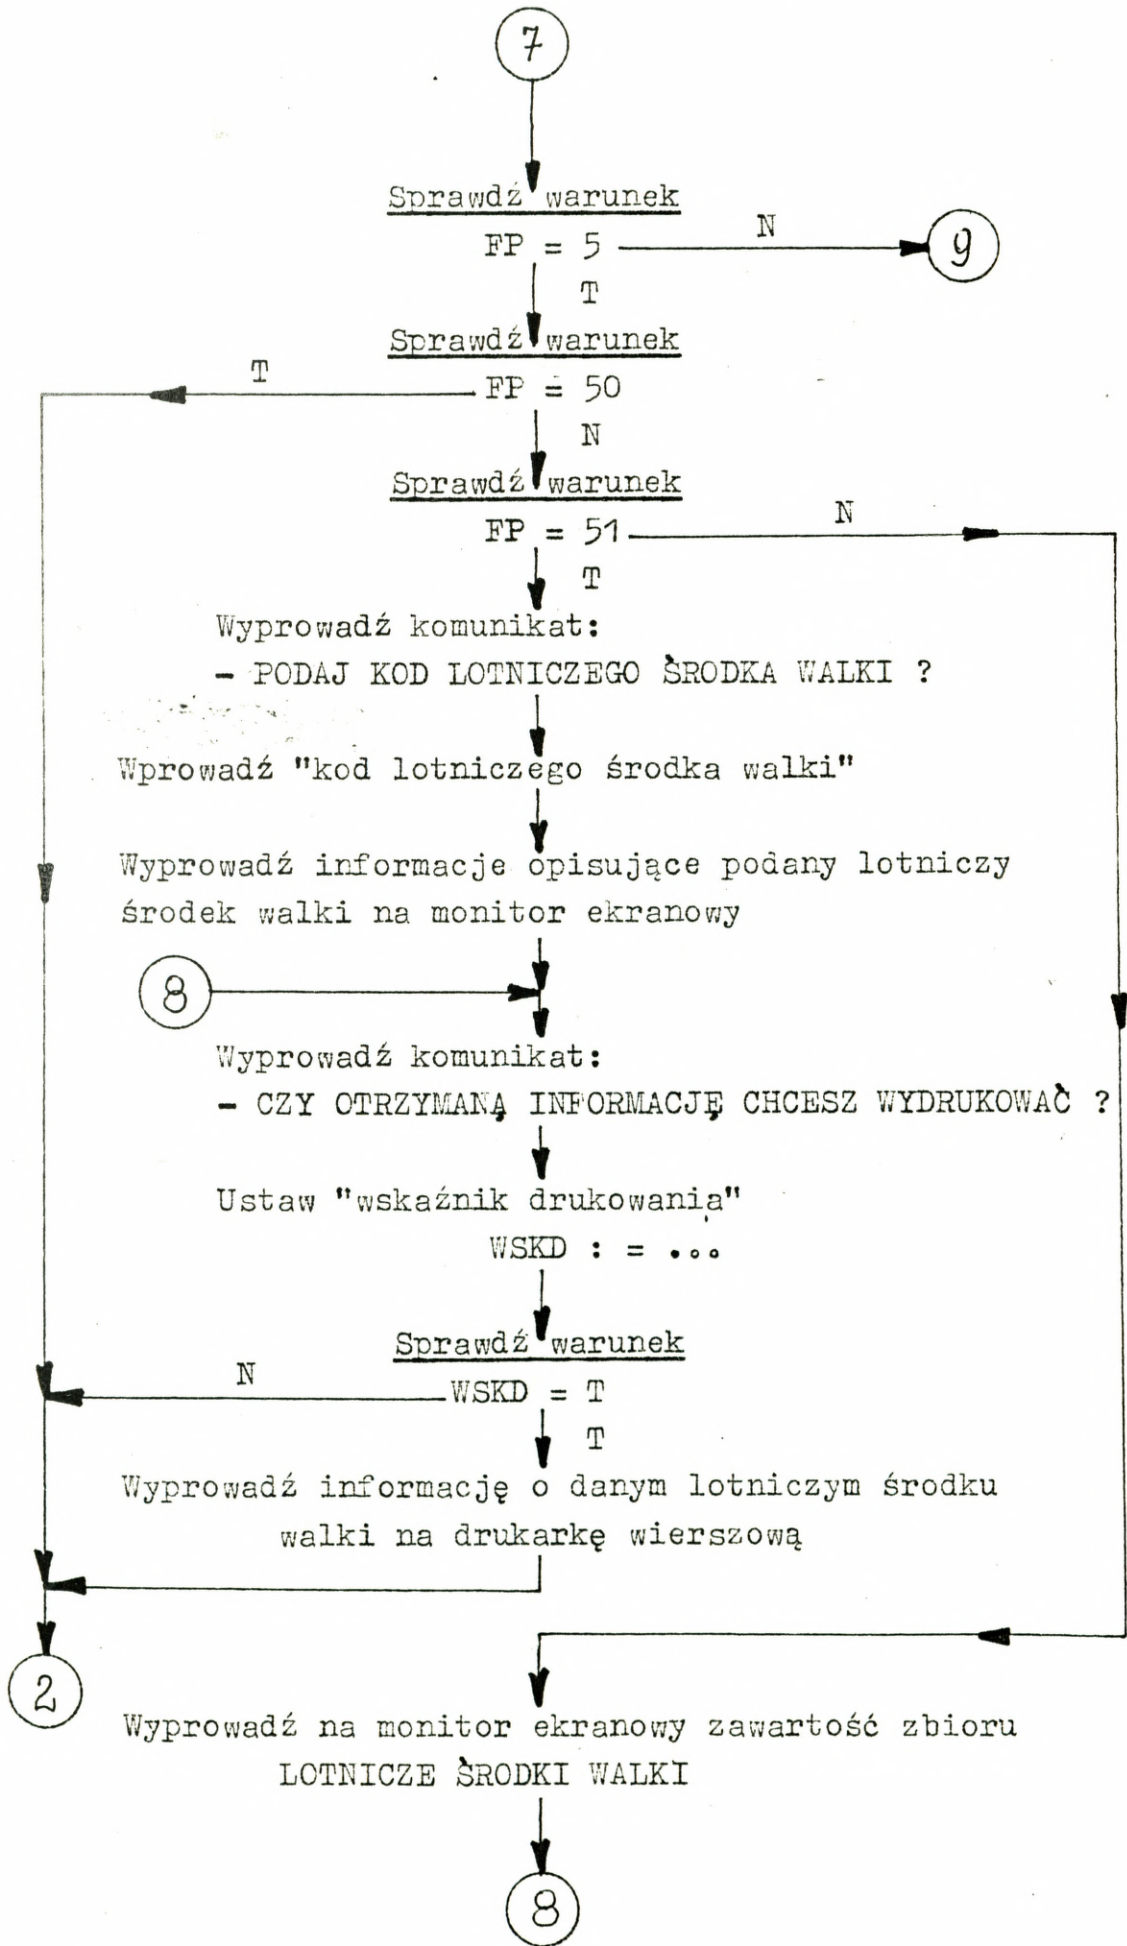 7
Sprawdź warunek
FP = 5 N 9
T
Sprawdź warunek
T FP = 50
N
Sprawdź warunek
FP = 51 N
T
Wyprowadź komunikat:
- PODAJ KOD LOTNICZEGO ŚRODKA WALKI ?
Wprowadź "kod lotniczego środka walki"
Wyprowadź informacje opisujące podany lotniczy
środek walki na monitor ekranowy
8
Wyprowadź komunikat:
- CZY OTRZYMANĄ INFORMACJĘ CHCESZ WYDRUKOWAĆ ?
Ustaw "wskaźnik drukowania"
WSKD : = ...
Sprawdź warunek
N WSKD = T
T
Wyprowadź informację o danym lotniczym środku
walki na drukarkę wierszową
2
Wyprowadź na monitor ekranowy zawartość zbioru
LOTNICZE ŚRODKI WALKI
8